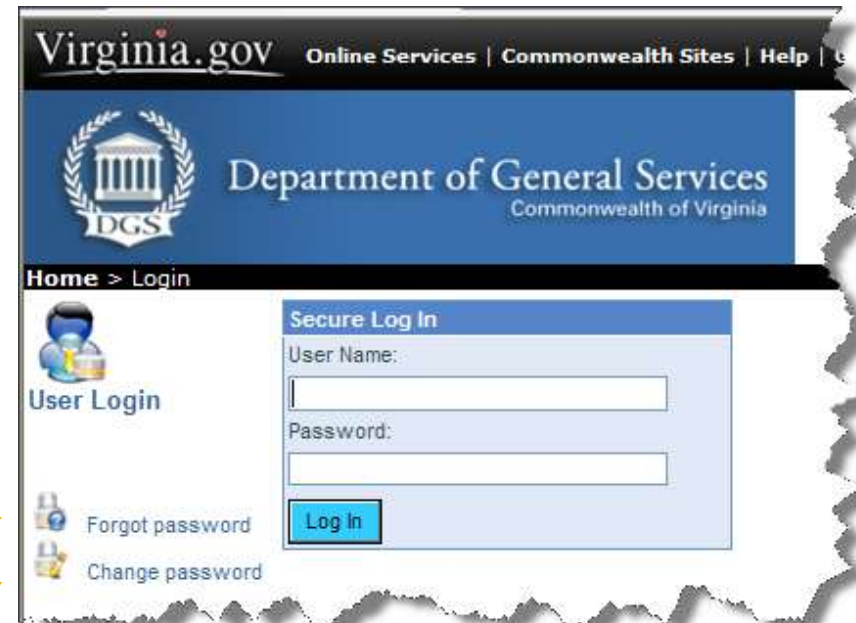 Virginia.gov Online Services | Commonwealth Sites | Help |
DGS
Department of General Services
Commonwealth of Virginia
Home > Login
User Login
Forgot password
Change password
Secure Log In
User Name:
Password:
Log In